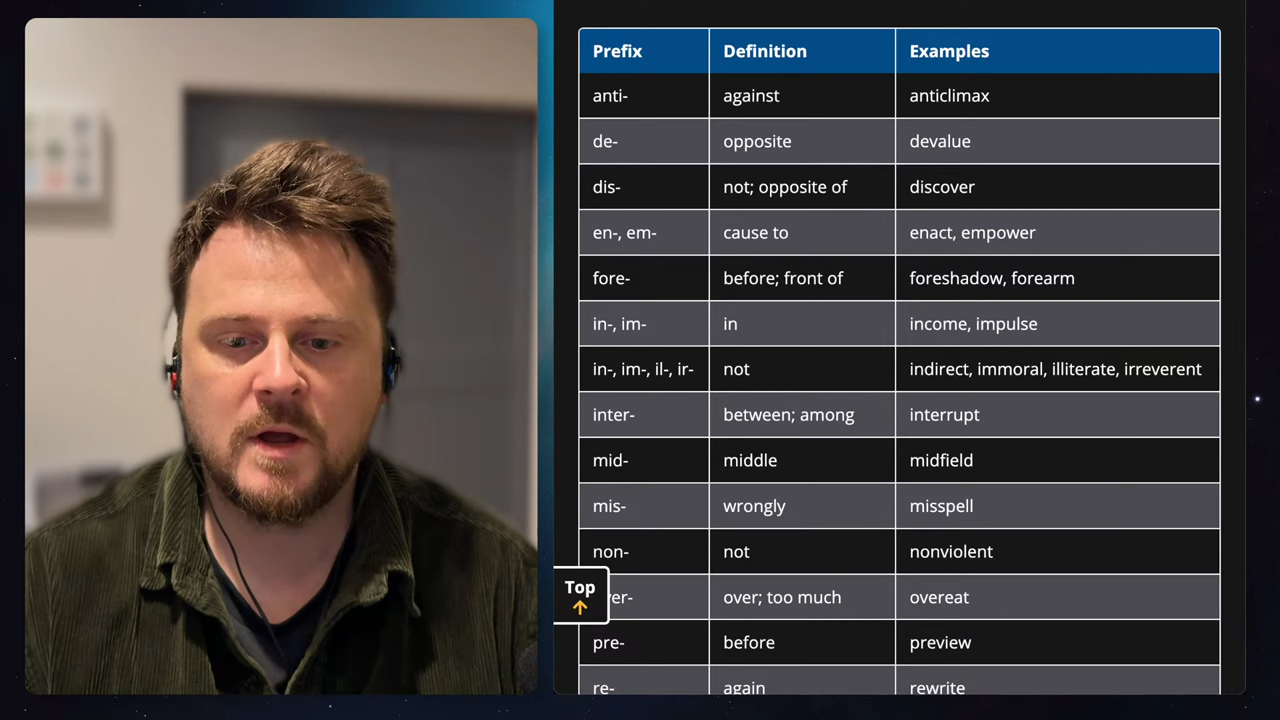 Prefix Definition Examples
anti- against anticlimax
de- opposite devalue
dis- not; opposite of discover
en-, em- cause to enact, empower
fore- before; front of foreshadow, forearm
in-, im- in income, impulse
in-, im-, il-, ir- not indirect, immoral, illiterate, irreverent
inter- between; among interrupt
mid- middle midfield
mis- wrongly misspell
non- not nonviolent
Top
ver- over; too much overeat
pre- before preview
re- again rewrite